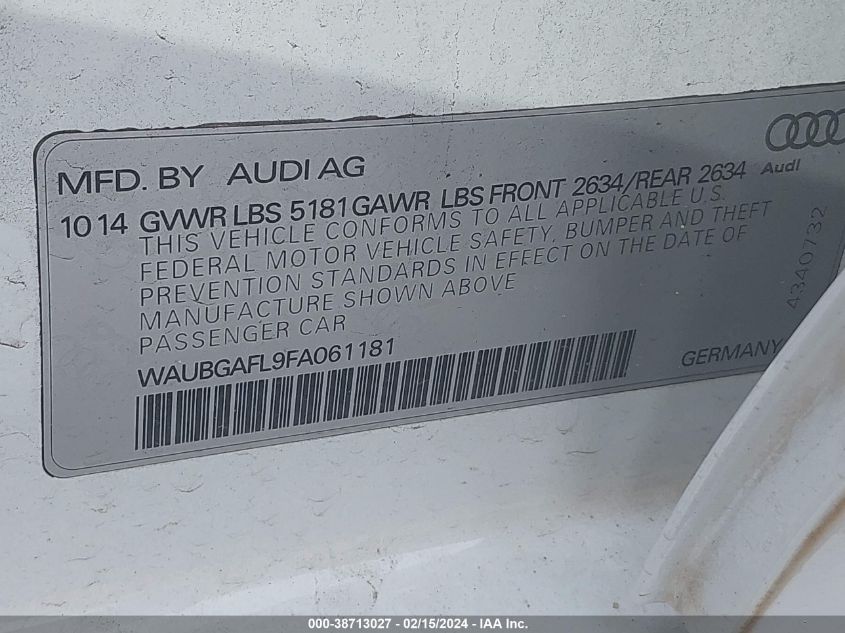 MFD. BY AUDI AG
Audi
10 14 GVWR LBS 5181 GAWR LBS FRONT 2634/REAR 2634
THIS VEHICLE CONFORMS TO ALL APPLICABLE U.S.
FEDERAL MOTOR VEHICLE SAFETY, BUMPER AND THEFT
PREVENTION STANDARDS IN EFFECT ON THE DATE OF
MANUFACTURE SHOWN ABOVE
PASSENGER CAR
4340732
WAUBGAFL9FA061181
GERMANY
000-38713027 - 02/15/2024 - IAA Inc.